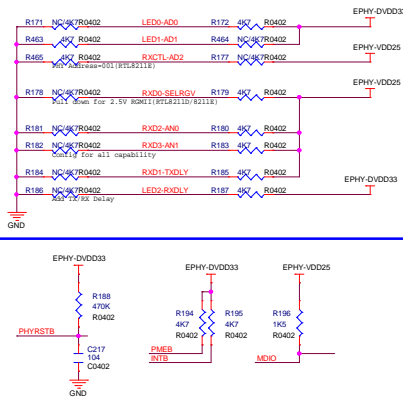 EPHY-DVDD33
R171 NC/4K7R0402 LED0-AD0 R172 4K7 R0402
R463 4K7 R0402 LED1-AD1 R464 NC/4K7R0402
EPHY-VDD25
R465 4K7 R0402 RXCTL-AD2 R177 NC/4K7R0402
PHY Address=001(RTL8211E)
EPHY-VDD25
R178 NC/4K7R0402 RXD0-SELRGV R179 4K7 R0402
Pull down for 2.5V RGMII(RTL8211D/8211E)
R181 NC/4K7R0402 RXD2-AN0 R180 4K7 R0402
R182 NC/4K7R0402 RXD3-AN1 R183 4K7 R0402
Config for all capability
R184 NC/4K7R0402 RXD1-TXDLY R185 4K7 R0402
EPHY-DVDD33
R186 NC/4K7R0402 LED2-RXDLY R187 4K7 R0402
Add TX/RX Delay
GND
EPHY-DVDD33 EPHY-DVDD33 EPHY-VDD25
R188
470K
R0402
R194 R195 R196
4K7 4K7 1K5
R0402 R0402 R0402
PHYRSTB
C217
104
C0402
GND
PMEB
INTB
MDIO